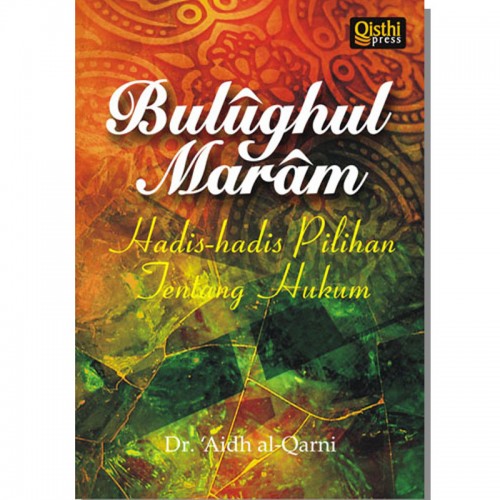 Qisthi
press
Bulûghul
Marâm
Hadis-hadis Pilihan
Tentang Hukum
Dr. 'Aidh al-Qarni